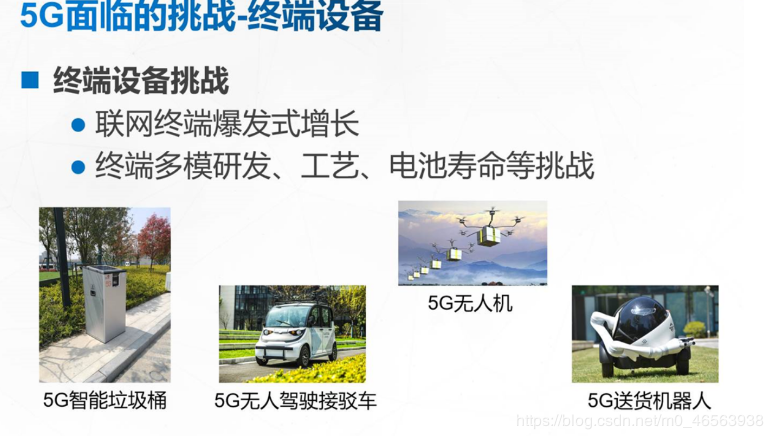 5G面临的挑战-终端设备
终端设备挑战
联网终端爆发式增长
终端多模研发、工艺、电池寿命等挑战
5G无人机
5G智能垃圾桶
5G无人驾驶接驳车
5G送货机器人
https://blog.csdn.net/m0_46563938